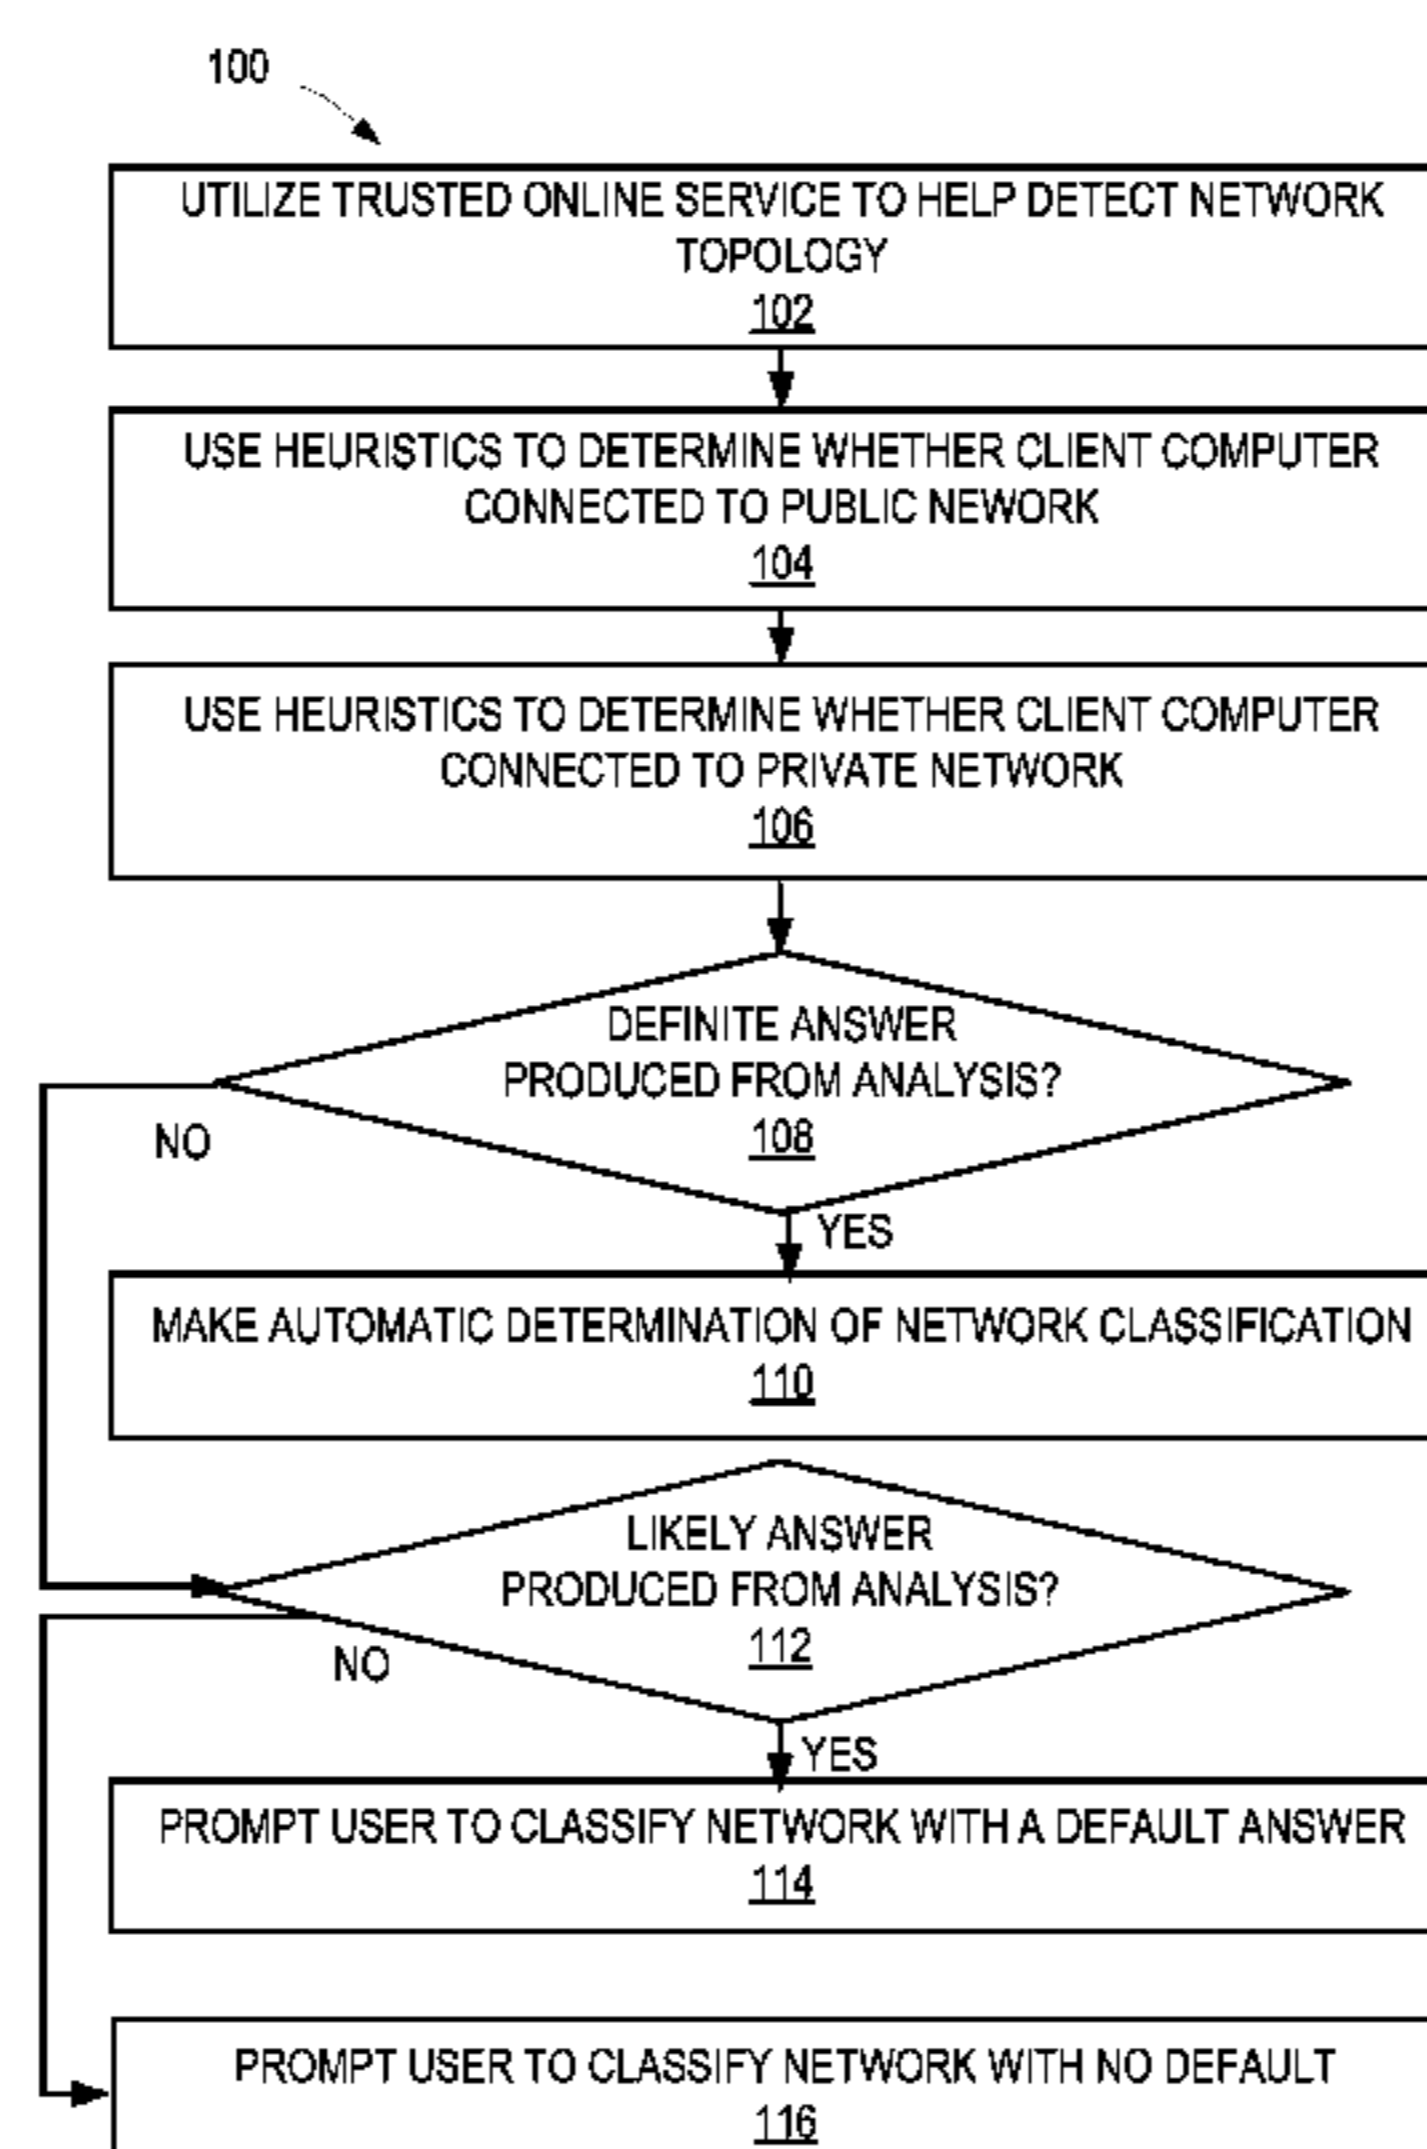 100
UTILIZE TRUSTED ONLINE SERVICE TO HELP DETECT NETWORK
TOPOLOGY
102
USE HEURISTICS TO DETERMINE WHETHER CLIENT COMPUTER
CONNECTED TO PUBLIC NEWORK
104
USE HEURISTICS TO DETERMINE WHETHER CLIENT COMPUTER
CONNECTED TO PRIVATE NETWORK
106
DEFINITE ANSWER
PRODUCED FROM ANALYSIS?
108
NO
YES
MAKE AUTOMATIC DETERMINATION OF NETWORK CLASSIFICATION
110
LIKELY ANSWER
PRODUCED FROM ANALYSIS?
112
NO
YES
PROMPT USER TO CLASSIFY NETWORK WITH A DEFAULT ANSWER
114
PROMPT USER TO CLASSIFY NETWORK WITH NO DEFAULT
116